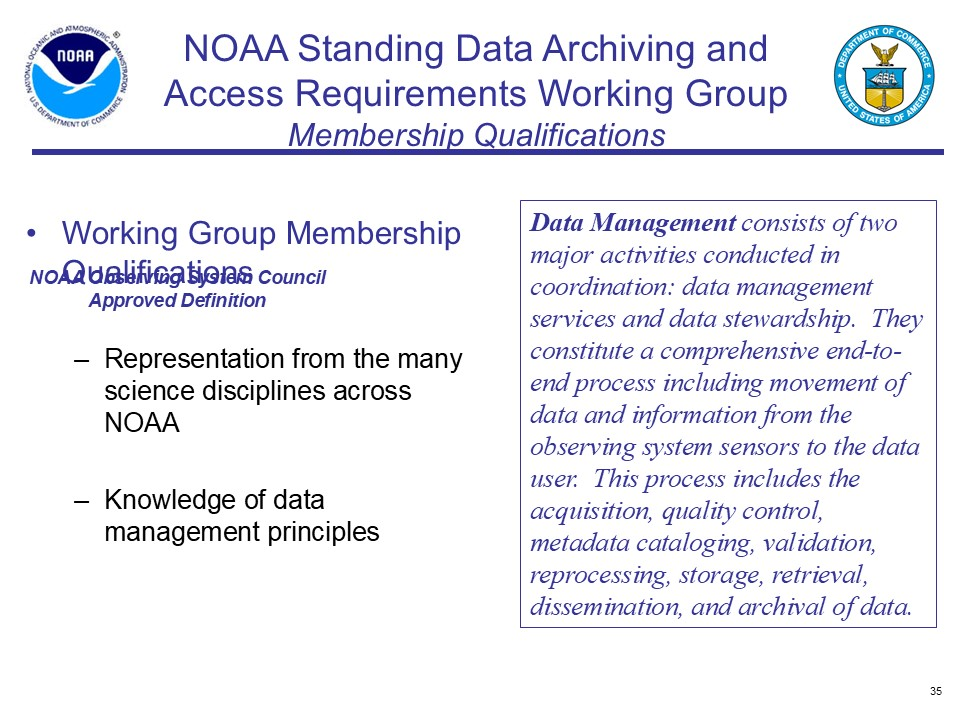 NOAA Standing Data Archiving and
Access Requirements Working Group
Membership Qualifications
NATIONAL OCEANIC AND ATMOSPHERIC ADMINISTRATION
NOAA
U.S. DEPARTMENT OF COMMERCE
®
DEPARTMENT OF COMMERCE
UNITED STATES OF AMERICA
• Working Group Membership
Qualifications
NOAA Observing System Council
Approved Definition
– Representation from the many
science disciplines across
NOAA
– Knowledge of data
management principles
Data Management consists of two
major activities conducted in
coordination: data management
services and data stewardship. They
constitute a comprehensive end-to-
end process including movement of
data and information from the
observing system sensors to the data
user. This process includes the
acquisition, quality control,
metadata cataloging, validation,
reprocessing, storage, retrieval,
dissemination, and archival of data.
35